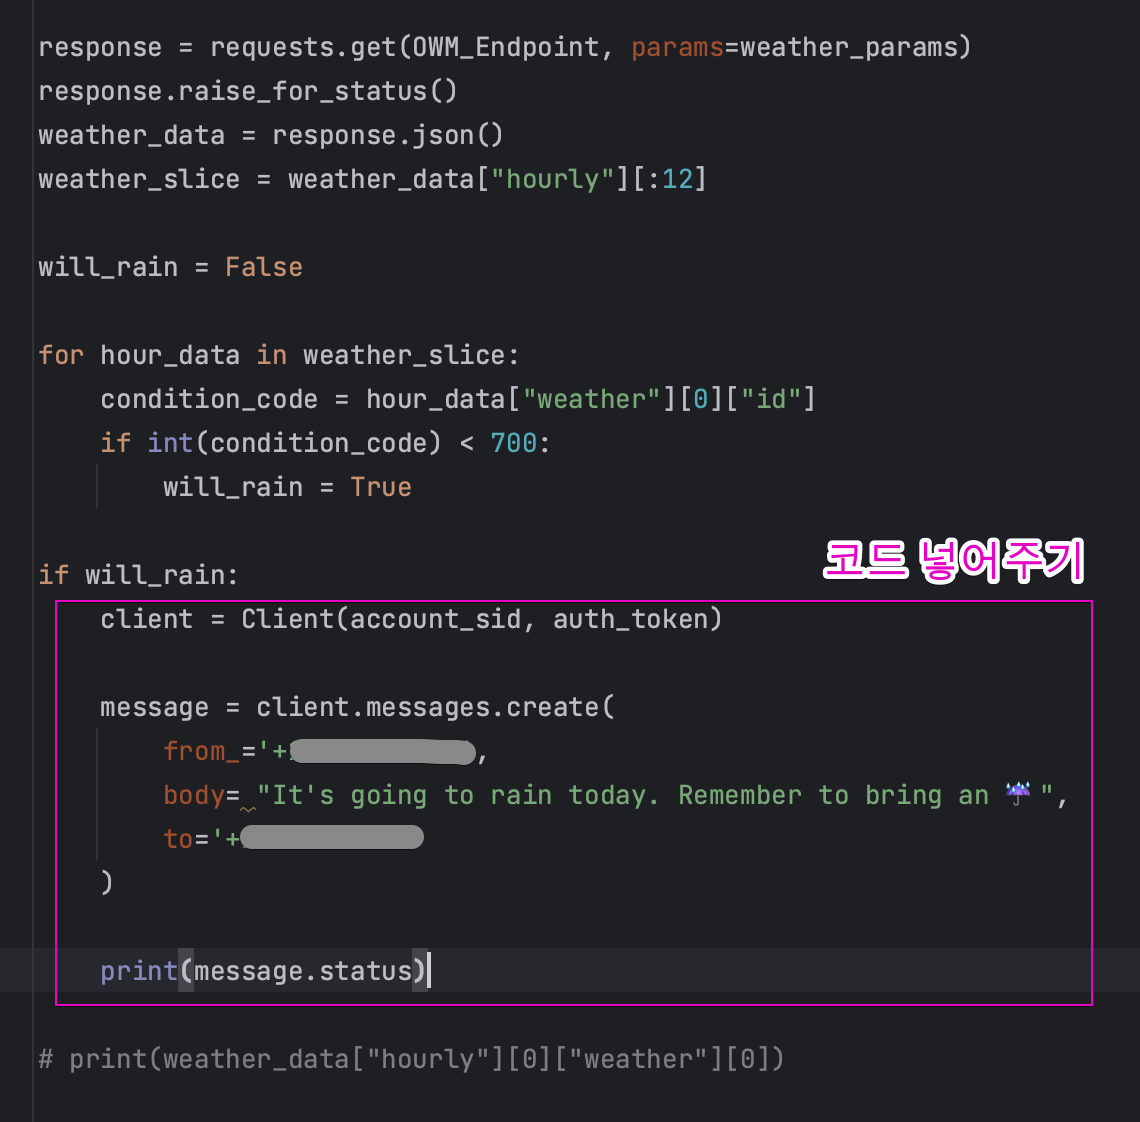 response = requests.get(OWM_Endpoint, params=weather_params)
response.raise_for_status()
weather_data = response.json()
weather_slice = weather_data["hourly"][:12]
will_rain = False
for hour_data in weather_slice:
    condition_code = hour_data["weather"][0]["id"]
    if int(condition_code) < 700:
        will_rain = True
코드 넣어주기
if will_rain:
    client = Client(account_sid, auth_token)
    message = client.messages.create(
        from_='+ ,
        body= "It's going to rain today. Remember to bring an ☔️",
        to='+
    )
    print(message.status)
# print(weather_data["hourly"][0]["weather"][0])